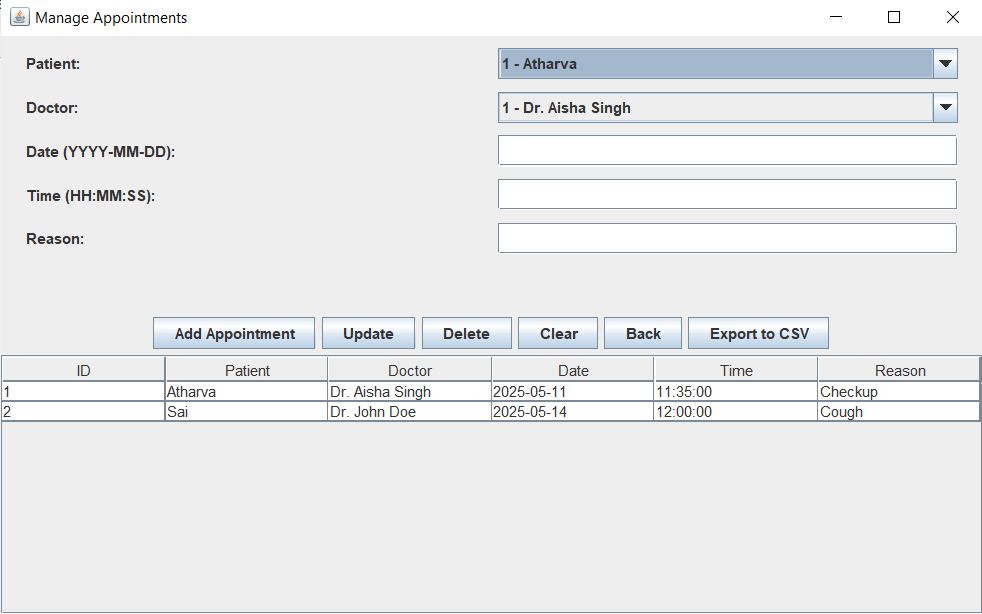 Manage Appointments
Patient: 1 - Atharva
Doctor: 1 - Dr. Aisha Singh
Date (YYYY-MM-DD):
Time (HH:MM:SS):
Reason:
Add Appointment Update Delete Clear Back Export to CSV
ID Patient Doctor Date Time Reason
1 Atharva Dr. Aisha Singh 2025-05-11 11:35:00 Checkup
2 Sai Dr. John Doe 2025-05-14 12:00:00 Cough